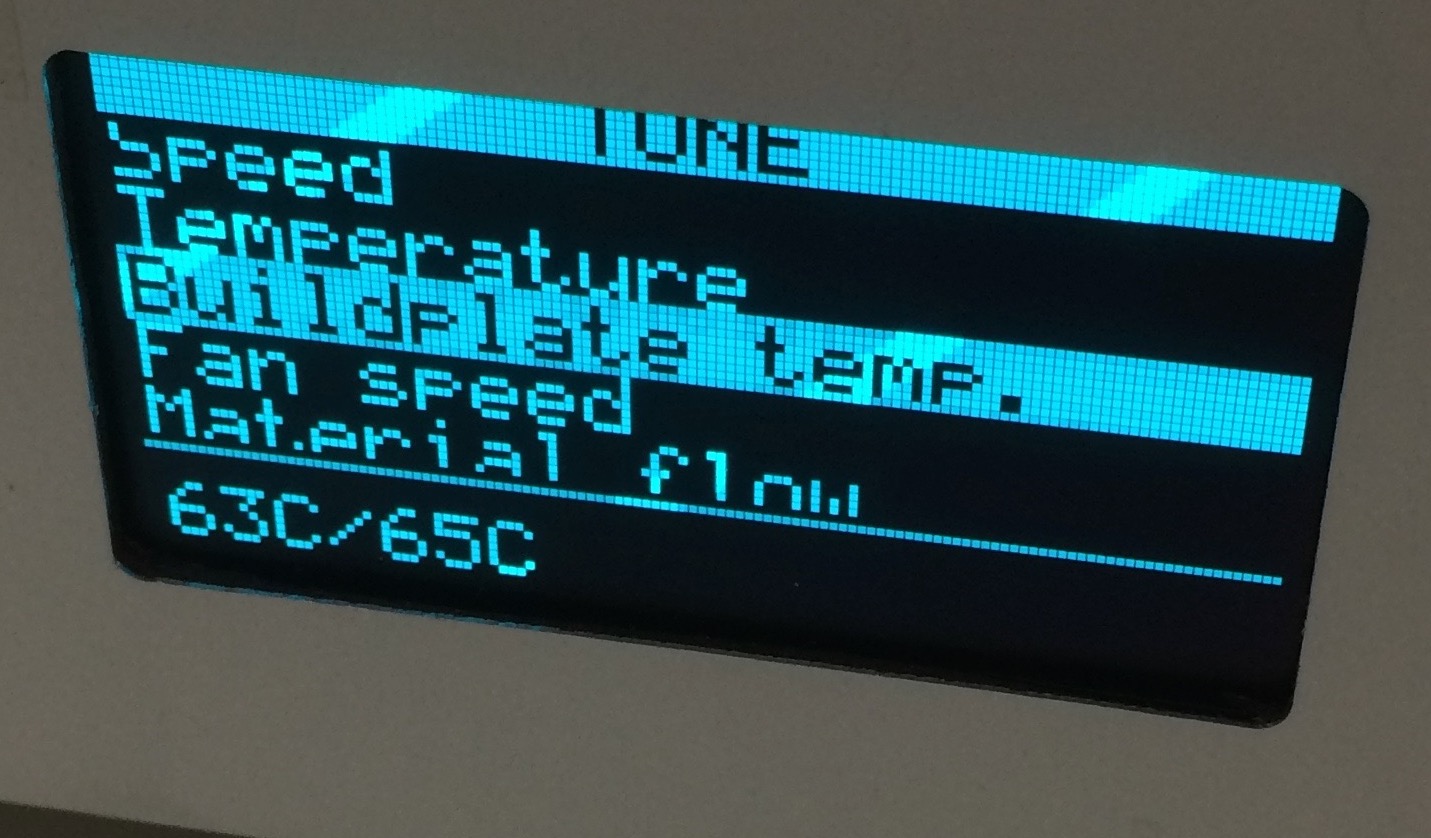 TUNE
Speed
Temperature
Buildplate temp.
Fan speed
Material flow
63C/65C